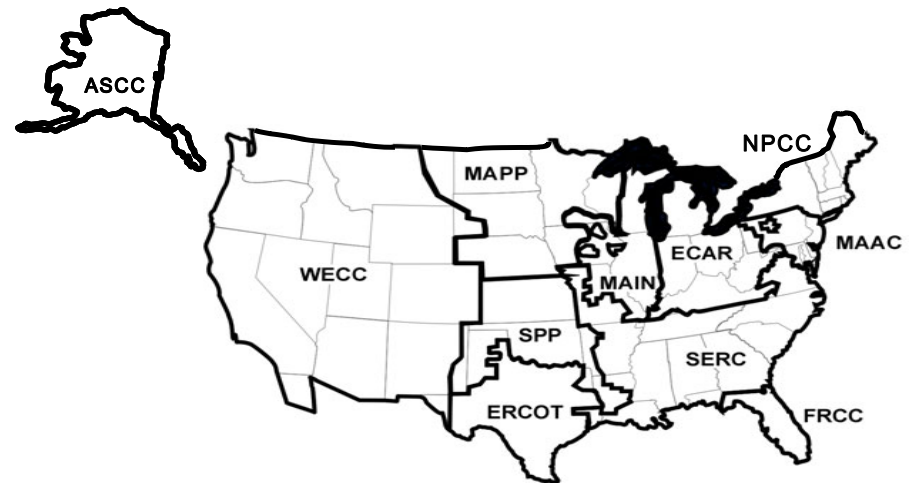 ASCC
NPCC
MAPP
MAAC
ECAR
WECC
MAIN
SPP
SERC
ERCOT
FRCC